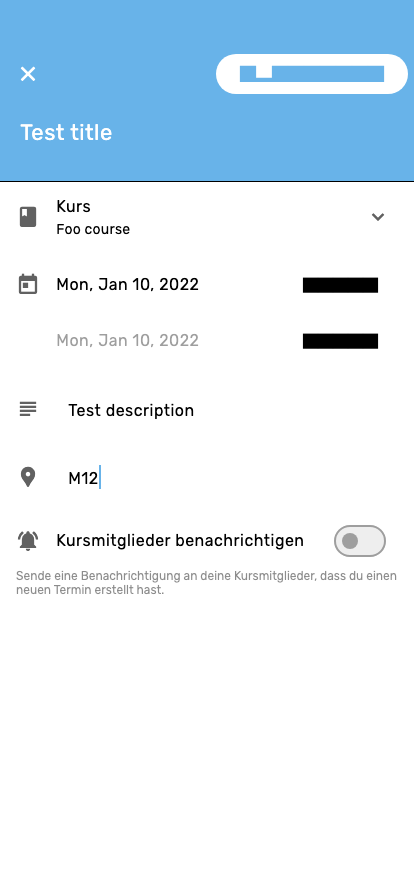 Test title
Kurs
Foo course
Mon, Jan 10, 2022
Mon, Jan 10, 2022
Test description
M12
Kursmitglieder benachrichtigen
Sende eine Benachrichtigung an deine Kursmitglieder, dass du einen
neuen Termin erstellt hast.